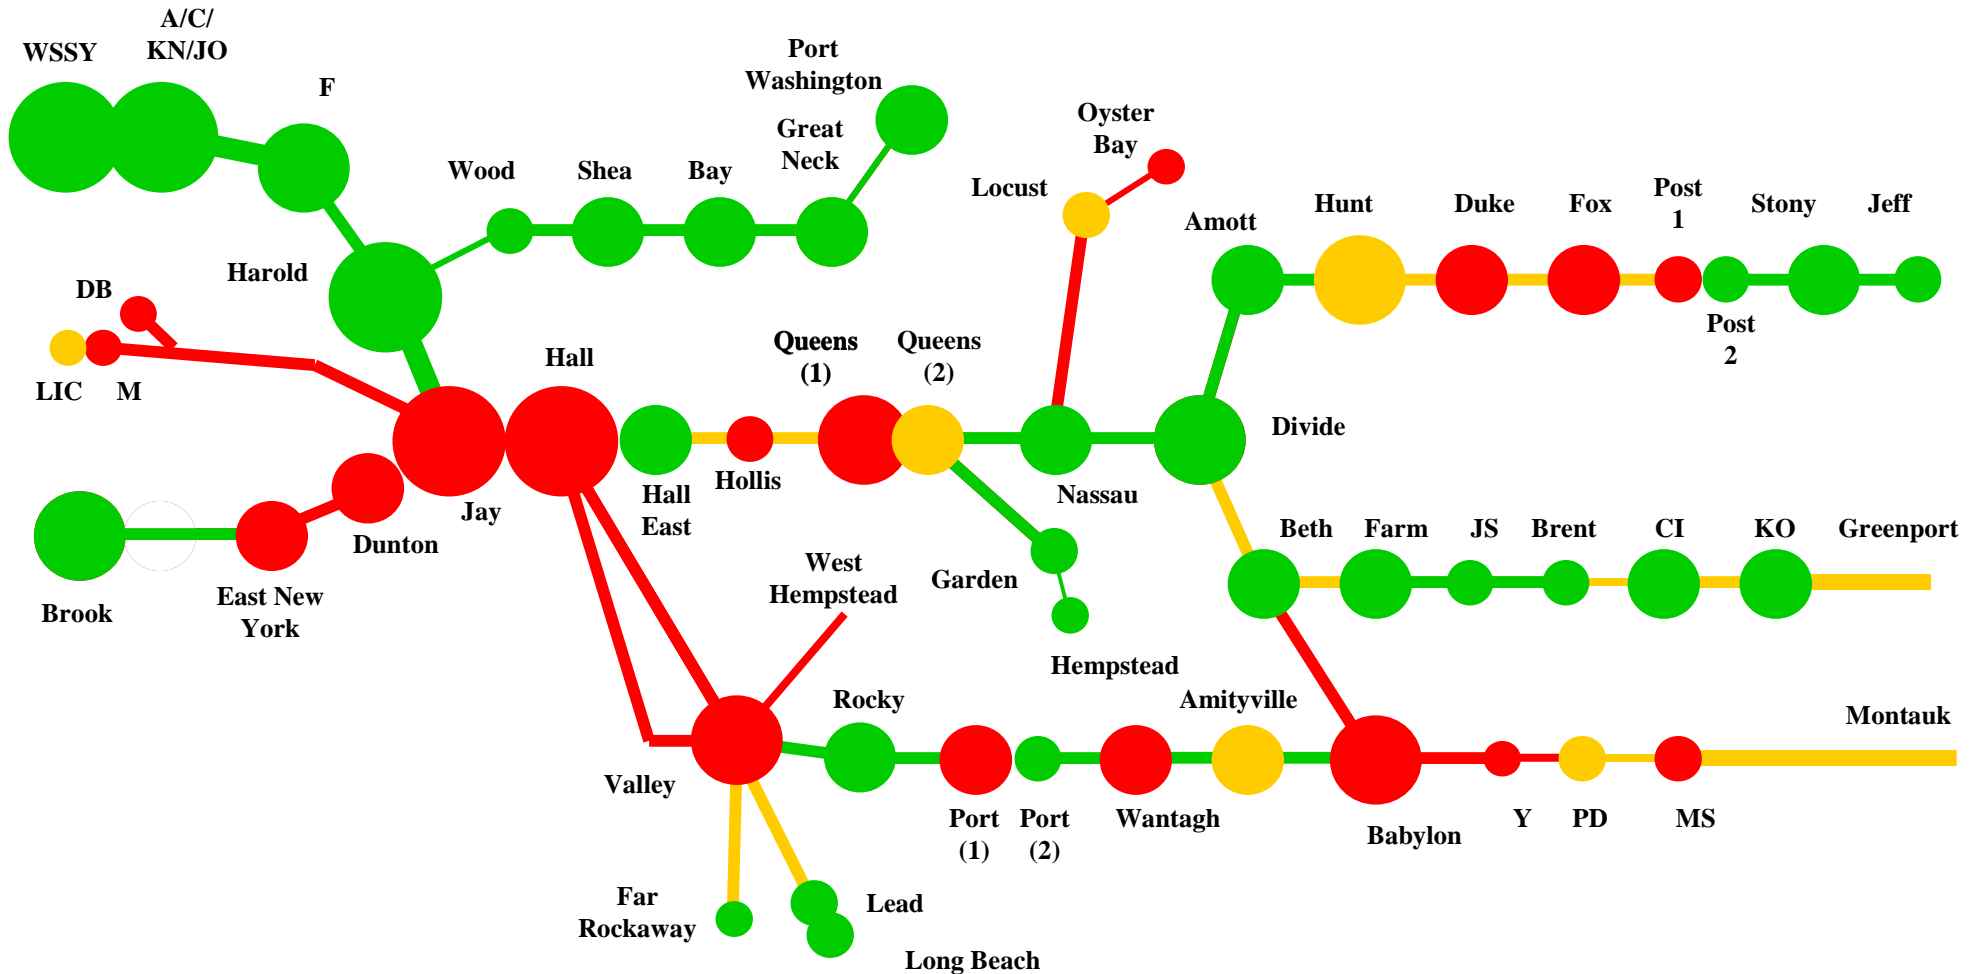 A/C/
KN/JO
WSSY
F
Port
Washington
Great
Neck
Wood
Shea
Bay
Oyster
Bay
Locust
Amott
Hunt
Duke
Fox
Post
1
Stony
Jeff
Harold
DB
LIC
M
Hall
Queens
(1)
Queens
(2)
Post
2
Divide
Jay
Hall
East
Hollis
Nassau
Dunton
Brook
East New
York
West
Hempstead
Garden
Hempstead
Beth
Farm
JS
Brent
CI
KO
Greenport
Valley
Rocky
Amityville
Montauk
Port
(1)
Port
(2)
Wantagh
Babylon
Y
PD
MS
Far
Rockaway
Lead
Long Beach